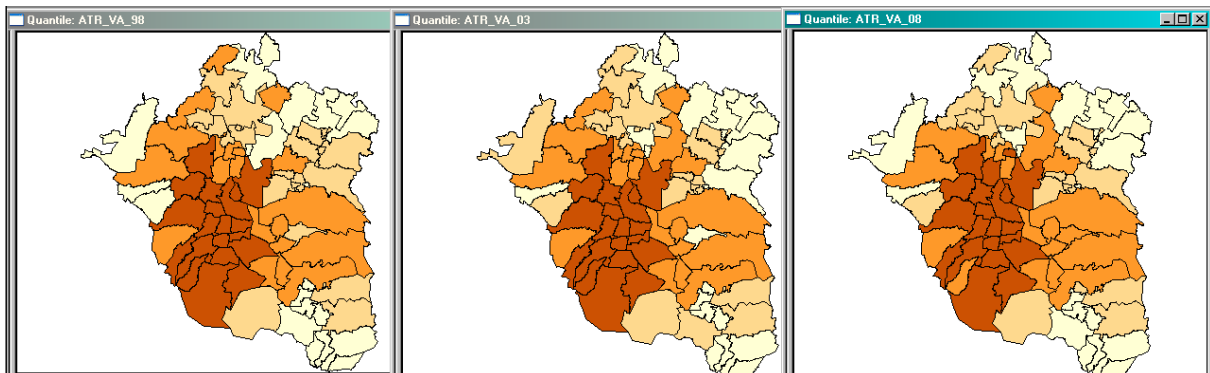 Quantile: ATR_VA_98
Quantile: ATR_VA_03
Quantile: ATR_VA_08